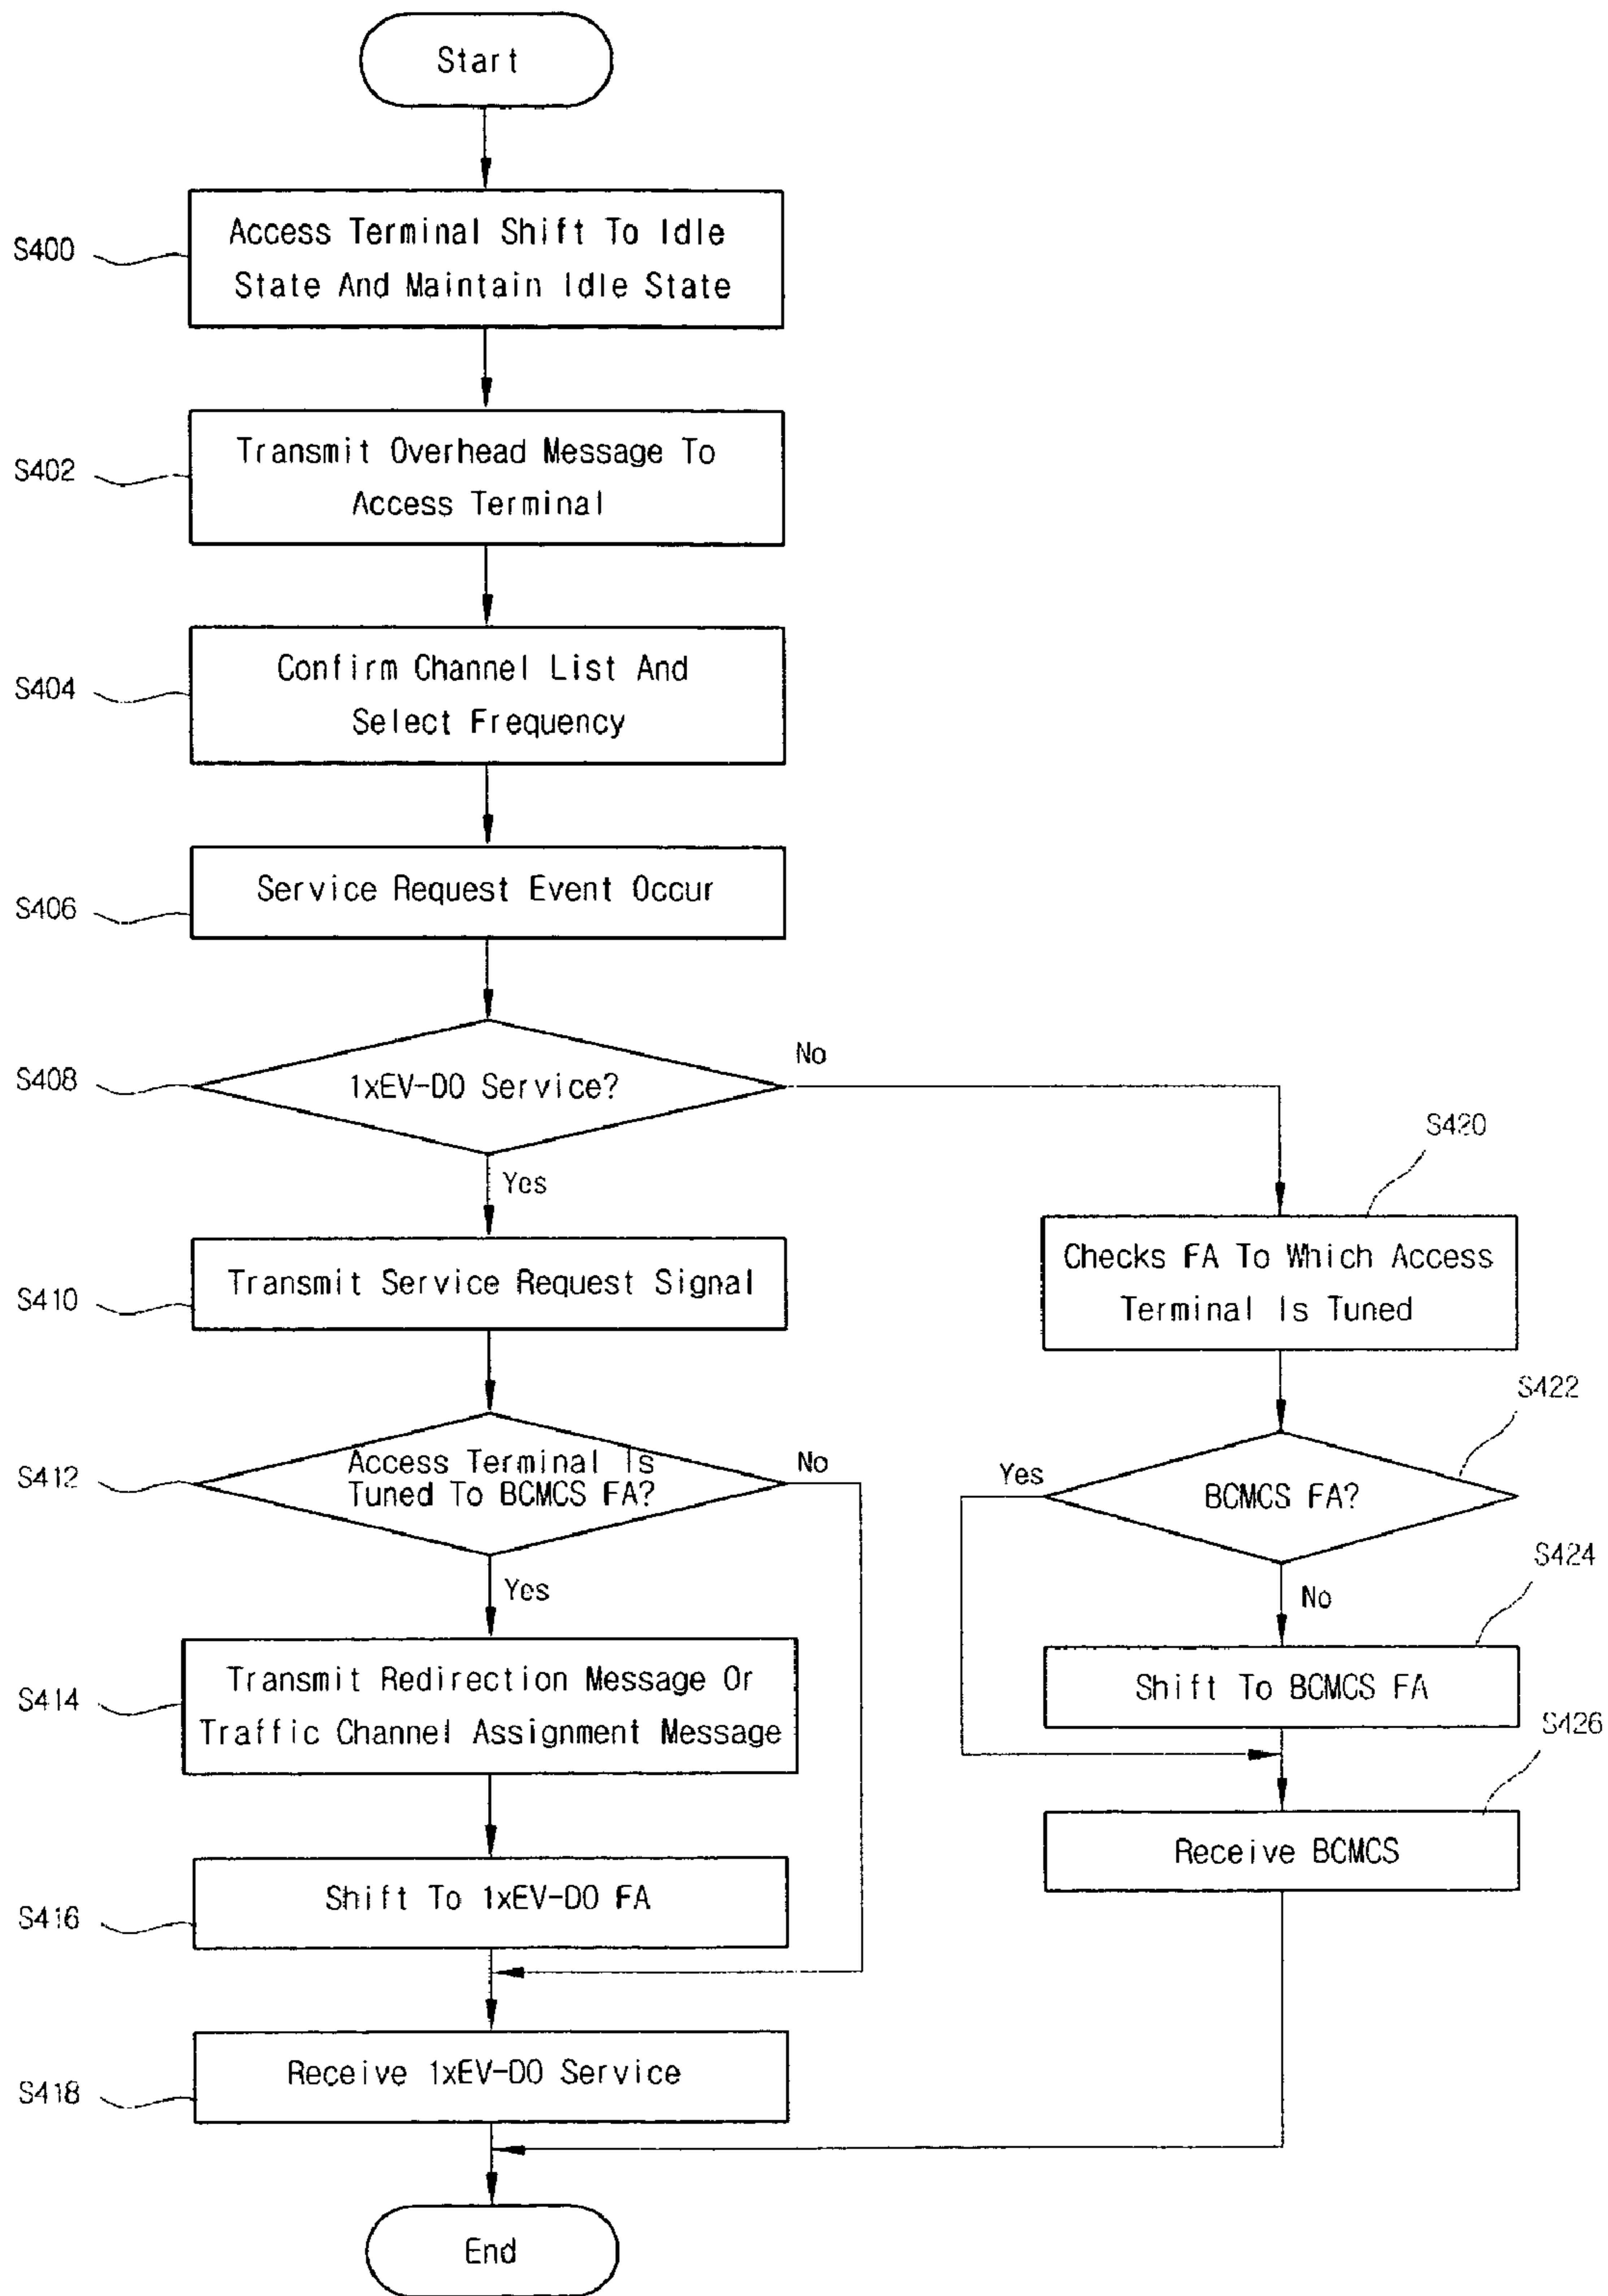 Start
S400
Access Terminal Shift To Idle
State And Maintain Idle State
S402
Transmit Overhead Message To
Access Terminal
S404
Confirm Channel List And
Select Frequency
S406
Service Request Event Occur
S408
1xEV-DO Service?
No
Yes
S420
S410
Transmit Service Request Signal
Checks FA To Which Access
Terminal Is Tuned
S412
Access Terminal Is
Tuned To BCMCS FA?
No
Yes
S422
Yes
BCMCS FA?
No
S424
Shift To BCMCS FA
S414
Transmit Redirection Message Or
Traffic Channel Assignment Message
S426
Receive BCMCS
S416
Shift To 1xEV-DO FA
S418
Receive 1xEV-DO Service
End